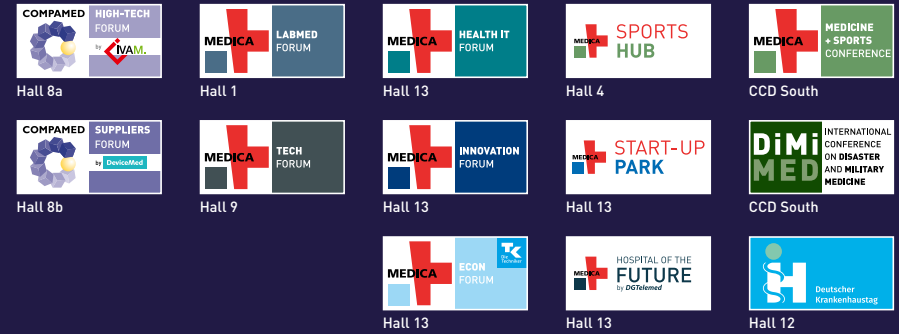 COMPAMED
HIGH-TECH
FORUM
by IVAM.
Hall 8a
MEDICA
LABMED
FORUM
Hall 1
MEDICA
HEALTH IT
FORUM
Hall 13
MEDICA
SPORTS
HUB
Hall 4
MEDICA
MEDICINE
+ SPORTS
CONFERENCE
CCD South
COMPAMED
SUPPLIERS
FORUM
by DeviceMed
Hall 8b
MEDICA
TECH
FORUM
Hall 9
MEDICA
INNOVATION
FORUM
Hall 13
MEDICA
START-UP
PARK
Hall 13
DiMi
MED
INTERNATIONAL
CONFERENCE
ON DISASTER
AND MILITARY
MEDICINE
CCD South
MEDICA
ECON
FORUM
TK
Die
Techniker
Hall 13
MEDICA
HOSPITAL OF THE
FUTURE
by DGTelemed
Hall 13
Deutscher
Krankenhaustag
Hall 12